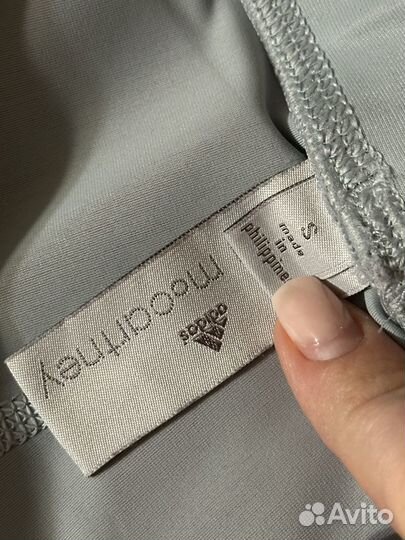 mcCartney
adidas
S
made
in
philippines
Avito